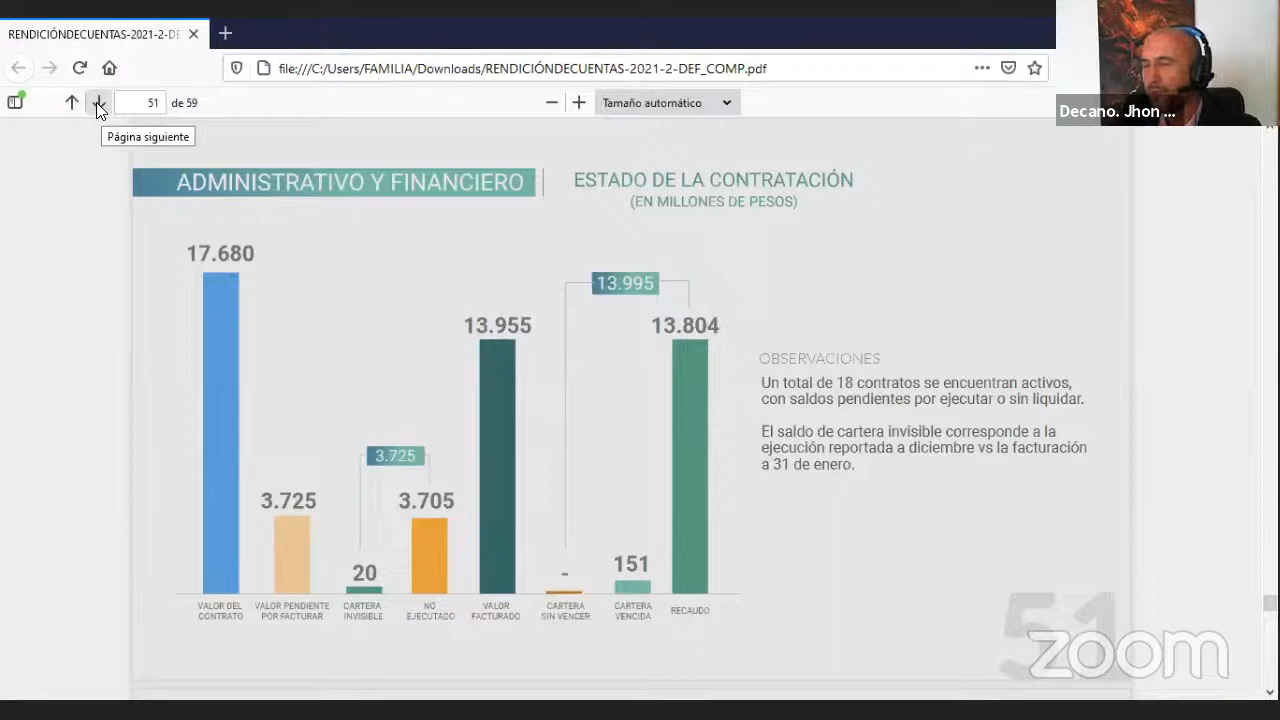 RENDICIÓNDECUENTAS-2021-2-DE
file:///C:/Users/FAMILIA/Downloads/RENDICIÓNDECUENTAS-2021-2-DEF_COMP.pdf
51 de 59
Tamaño automático
Página siguiente
Decano. Jhon ...
ADMINISTRATIVO Y FINANCIERO
ESTADO DE LA CONTRATACIÓN
(EN MILLONES DE PESOS)
17.680
3.725
3.725
20
3.705
13.955
13.995
-
151
13.804
VALOR DEL
CONTRATO
VALOR PENDIENTE
POR FACTURAR
CARTERA
INVISIBLE
NO
EJECUTADO
VALOR
FACTURADO
CARTERA
SIN VENCER
CARTERA
VENCIDA
RECAUDO
OBSERVACIONES
Un total de 18 contratos se encuentran activos,
con saldos pendientes por ejecutar o sin liquidar.
El saldo de cartera invisible corresponde a la
ejecución reportada a diciembre vs la facturación
a 31 de enero.
51
zoom